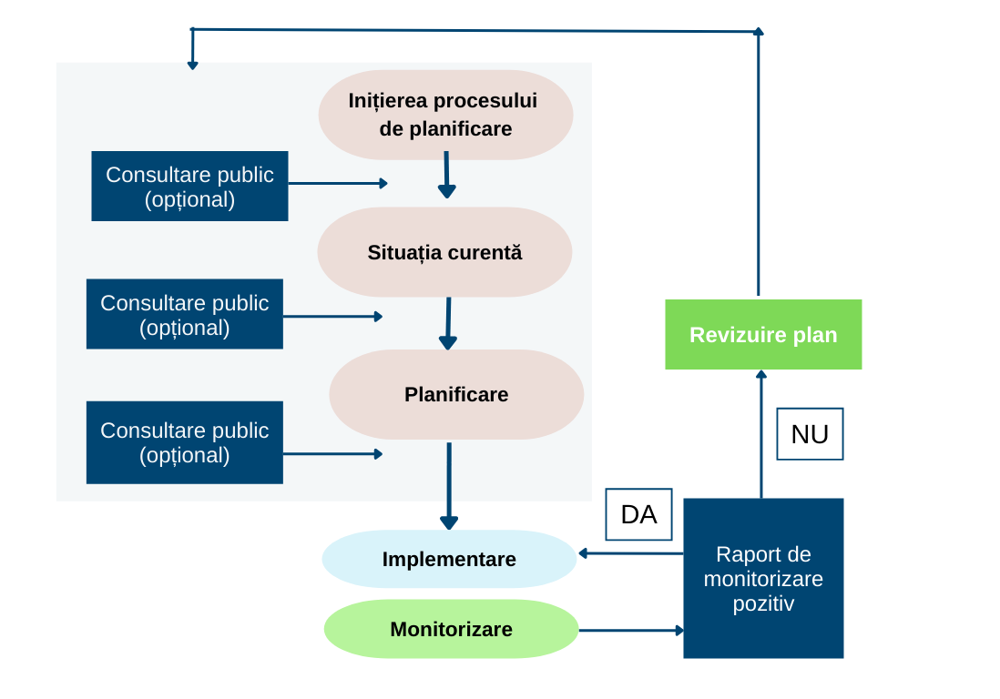 Inițierea procesului
de planificare
Consultare public
(opțional)
Situația curentă
Consultare public
(opțional)
Revizuire plan
Planificare
Consultare public
(opțional)
NU
DA
Implementare
Raport de
monitorizare
pozitiv
Monitorizare